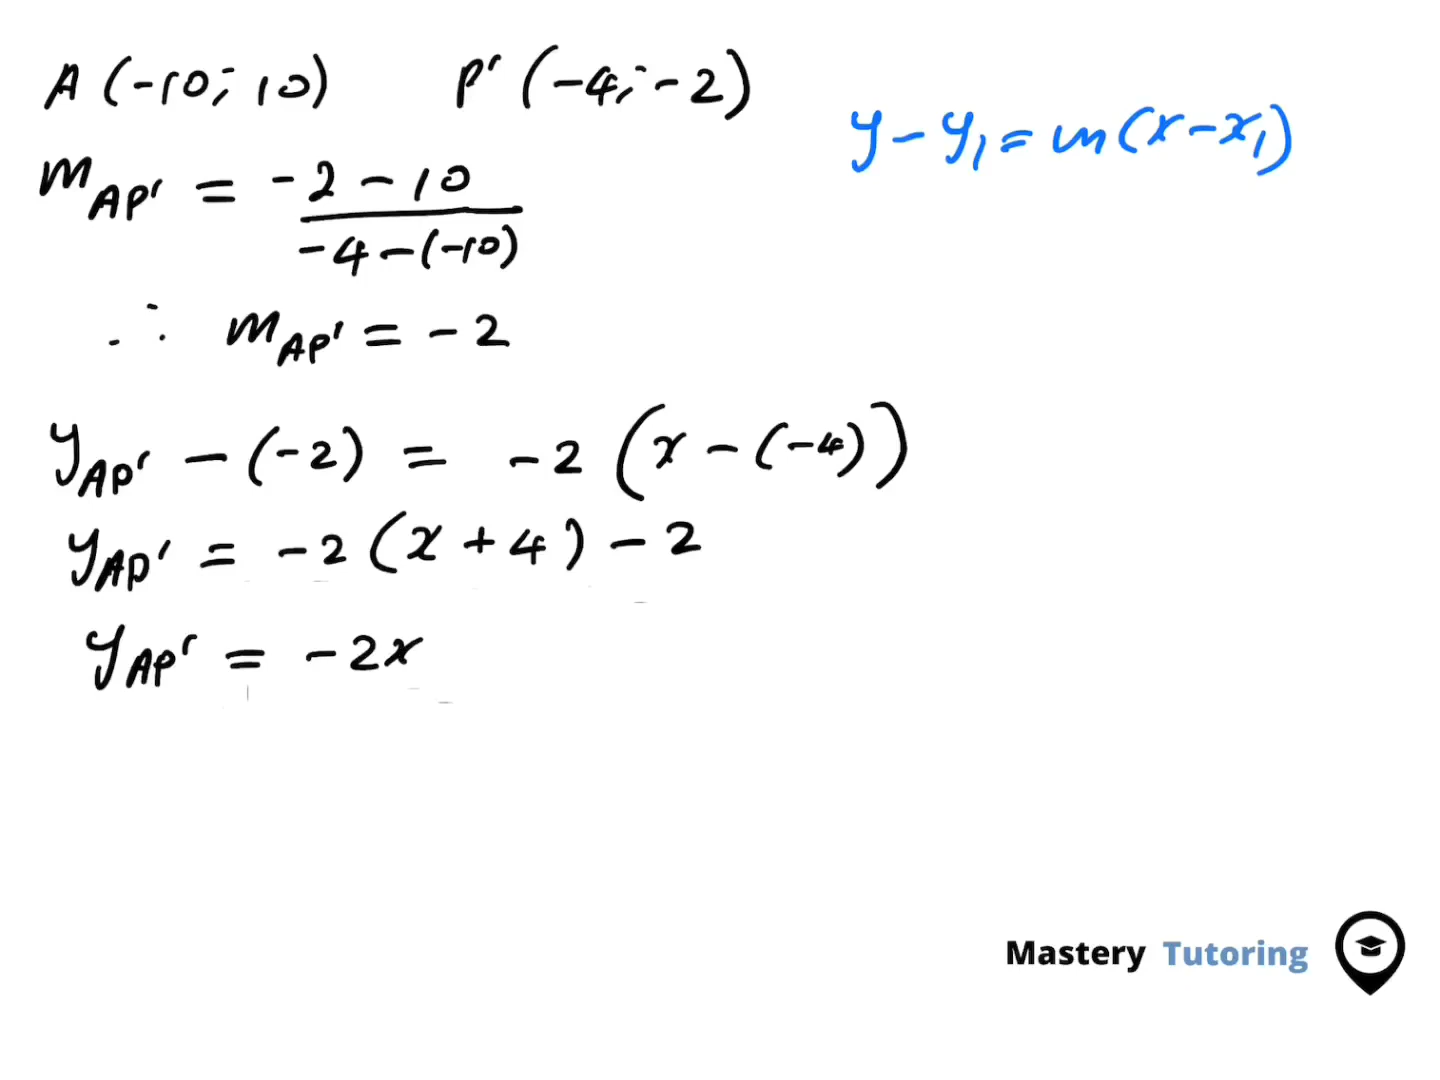 A (-10; 10) P' (-4; -2)
y - y₁ = m(x - x₁)
m_AP' = -2 - 10 / -4 - (-10)
∴ m_AP' = -2
y_AP' - (-2) = -2 (x - (-4))
y_AP' = -2 (x + 4) - 2
y_AP' = -2x
Mastery Tutoring